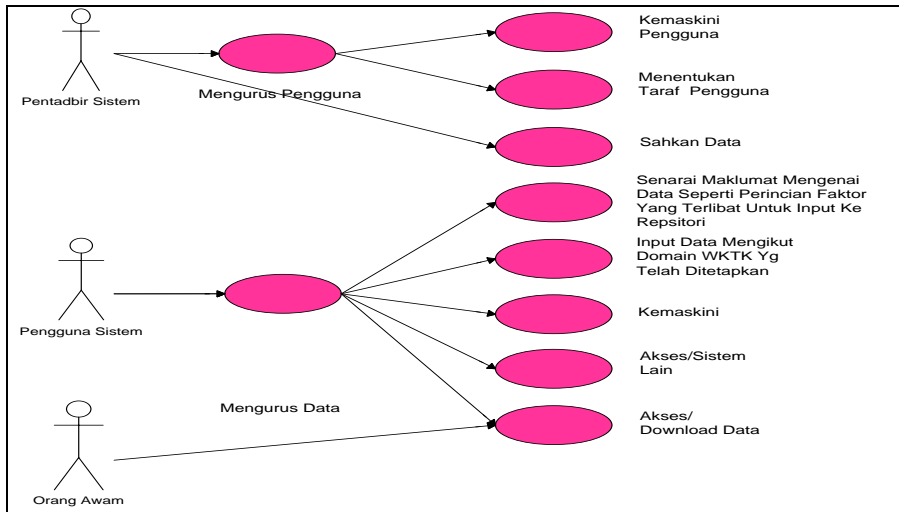 Kemaskini
Pengguna
Pentadbir Sistem
Mengurus Pengguna
Menentukan
Taraf Pengguna
Sahkan Data
Senarai Maklumat Mengenai
Data Seperti Perincian Faktor
Yang Terlibat Untuk Input Ke
Repsitori
Input Data Mengikut
Domain WKTK Yg
Telah Ditetapkan
Pengguna Sistem
Kemaskini
Akses/Sistem
Lain
Mengurus Data
Akses/
Download Data
Orang Awam